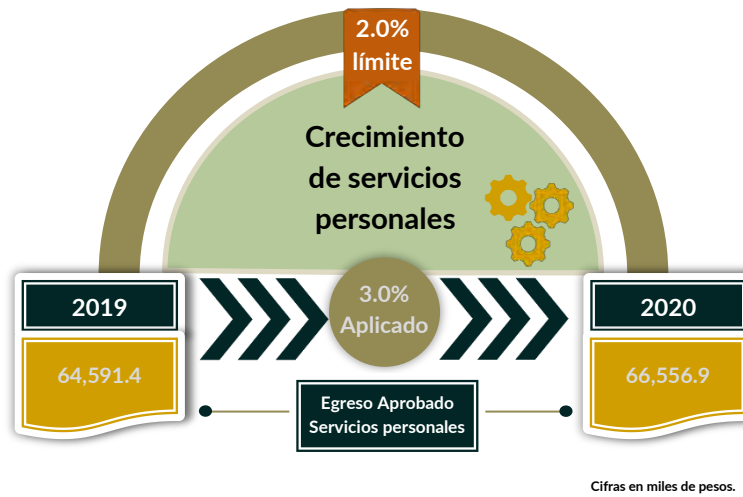 2.0%
límite
Crecimiento
de servicios
personales
2019
3.0%
Aplicado
2020
64,591.4
66,556.9
Egreso Aprobado
Servicios personales
Cifras en miles de pesos.